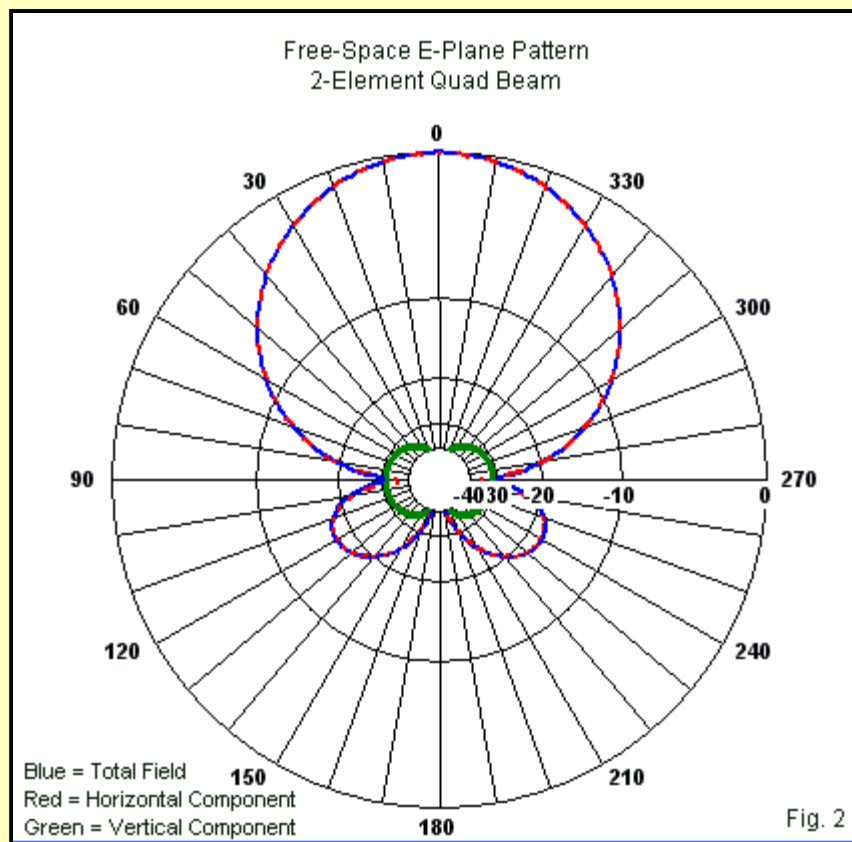 Free-Space E-Plane Pattern
2-Element Quad Beam
0
30
330
60
300
90
-40
30
-20
-10
0
270
120
240
150
210
180
Blue = Total Field
Red = Horizontal Component
Green = Vertical Component
Fig. 2